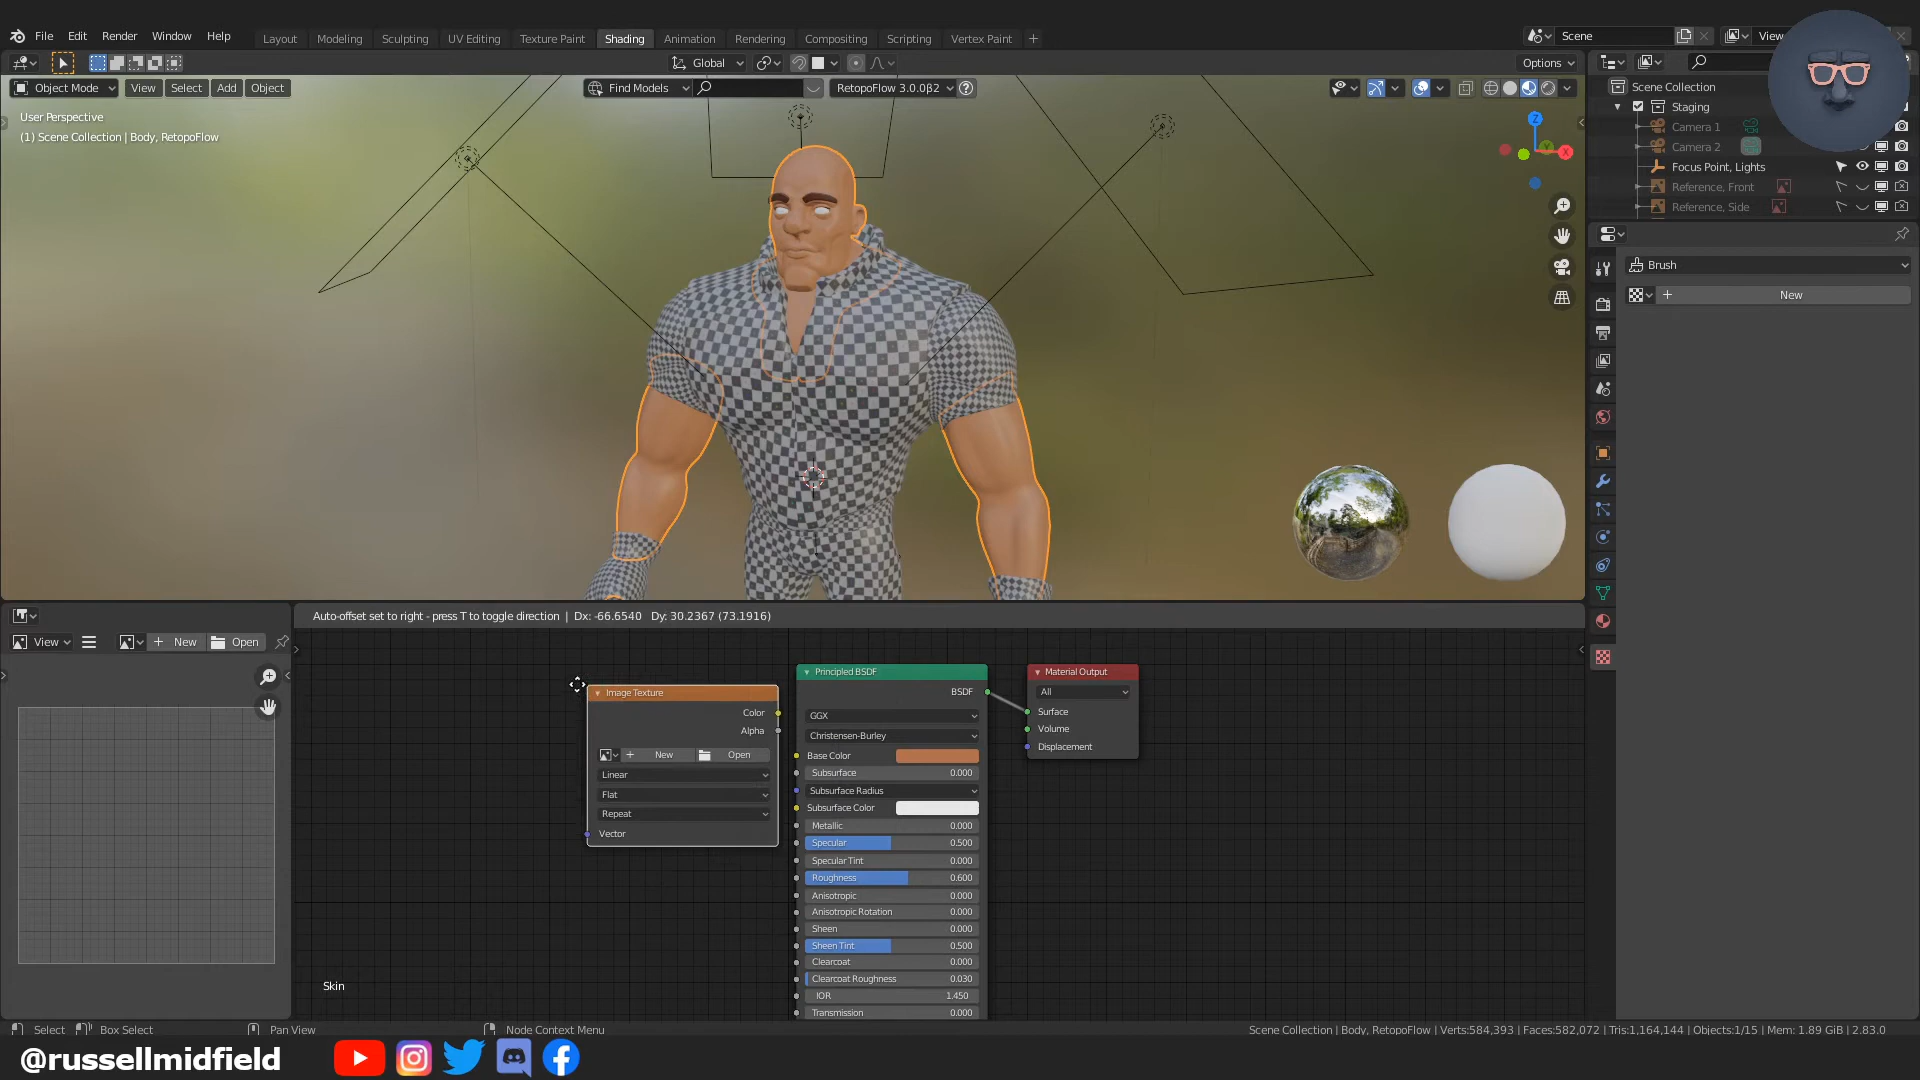 File Edit Render Window Help
Layout Modeling Sculpting UV Editing Texture Paint Shading Animation Rendering Compositing Scripting Vertex Paint +
Scene
View
Global
Options
Object Mode View Select Add Object
Find Models
RetopoFlow 3.0.0β2
User Perspective
(1) Scene Collection | Body, RetopoFlow
Z
Y
X
Scene Collection
Staging
Camera 1
Camera 2
Focus Point, Lights
Reference, Front
Reference, Side
Brush
+ New
Auto-offset set to right - press T to toggle direction | Dx: -66.6540 Dy: 30.2367 (73.1916)
View + New Open
Image Texture
Color
Alpha
+ New Open
Linear
Flat
Repeat
Vector
Principled BSDF
BSDF
GGX
Christensen-Burley
Base Color
Subsurface 0.000
Subsurface Radius
Subsurface Color
Metallic 0.000
Specular 0.500
Specular Tint 0.000
Roughness 0.600
Anisotropic 0.000
Anisotropic Rotation 0.000
Sheen 0.000
Sheen Tint 0.500
Clearcoat 0.000
Clearcoat Roughness 0.030
IOR 1.450
Transmission 0.000
Material Output
All
Surface
Volume
Displacement
Skin
Select Box Select Pan View Node Context Menu
Scene Collection | Body, RetopoFlow | Verts:584,393 | Faces:582,072 | Tris:1,164,144 | Objects:1/15 | Mem: 1.89 GiB | 2.83.0
@russellmidfield